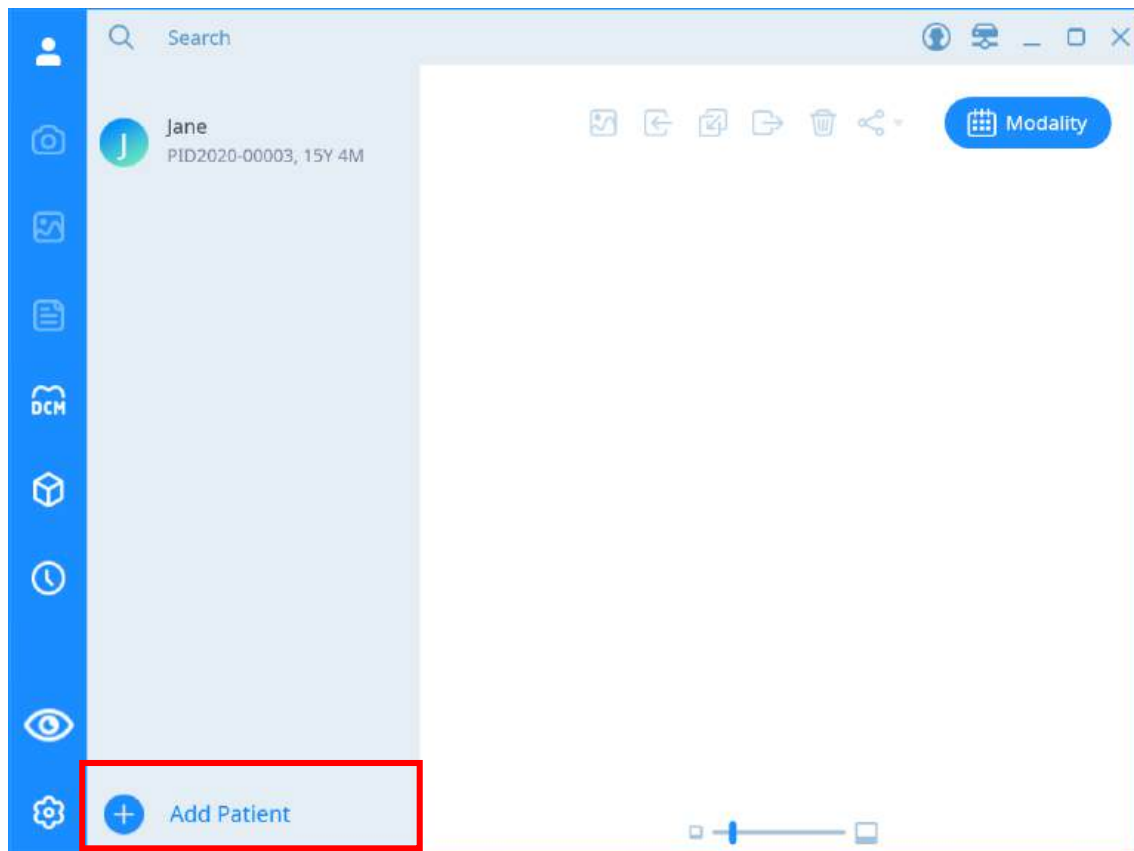 Search
Jane
J
PID2020-00003, 15Y 4M
Modality
DCM
Add Patient